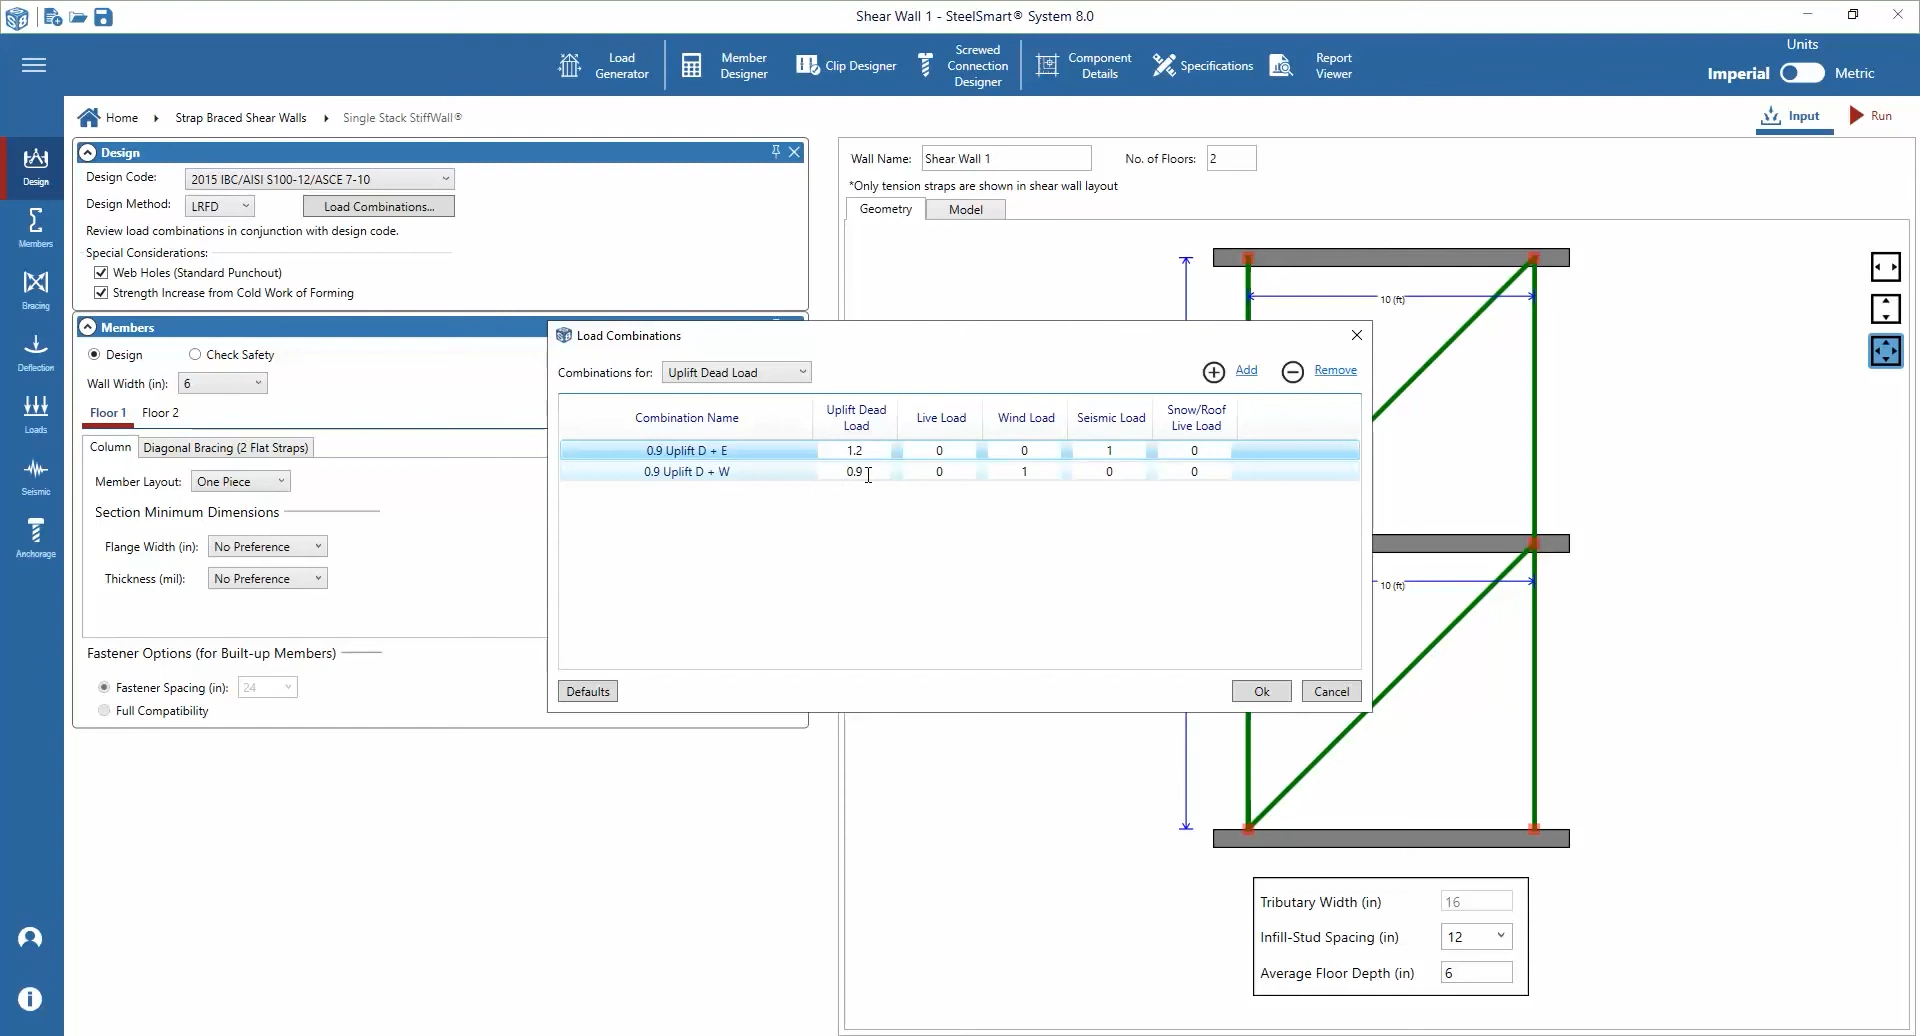 Shear Wall 1 - SteelSmart® System 8.0
Load
Generator
Member
Designer
Clip Designer
Screwed
Connection
Designer
Component
Details
Specifications
Report
Viewer
Units
Imperial
Metric
Home
Strap Braced Shear Walls
Single Stack StiffWall®
Input
Run
Design
Members
Bracing
Deflection
Loads
Seismic
Anchorage
Design
Design Code:
2015 IBC/AISI S100-12/ASCE 7-10
Design Method:
LRFD
Load Combinations...
Review load combinations in conjunction with design code.
Special Considerations:
Web Holes (Standard Punchout)
Strength Increase from Cold Work of Forming
Members
Design
Check Safety
Wall Width (in):
6
Floor 1
Floor 2
Column
Diagonal Bracing (2 Flat Straps)
Member Layout:
One Piece
Section Minimum Dimensions
Flange Width (in):
No Preference
Thickness (mil):
No Preference
Fastener Options (for Built-up Members)
Fastener Spacing (in):
24
Full Compatibility
Wall Name:
Shear Wall 1
No. of Floors:
2
*Only tension straps are shown in shear wall layout
Geometry
Model
10 (ft)
Load Combinations
Combinations for:
Uplift Dead Load
Add
Remove
Combination Name
Uplift Dead
Load
Live Load
Wind Load
Seismic Load
Snow/Roof
Live Load
0.9 Uplift D + E
1.2
0
0
1
0
0.9 Uplift D + W
0.9
0
1
0
0
Defaults
Ok
Cancel
10 (ft)
Tributary Width (in)
16
Infill-Stud Spacing (in)
12
Average Floor Depth (in)
6